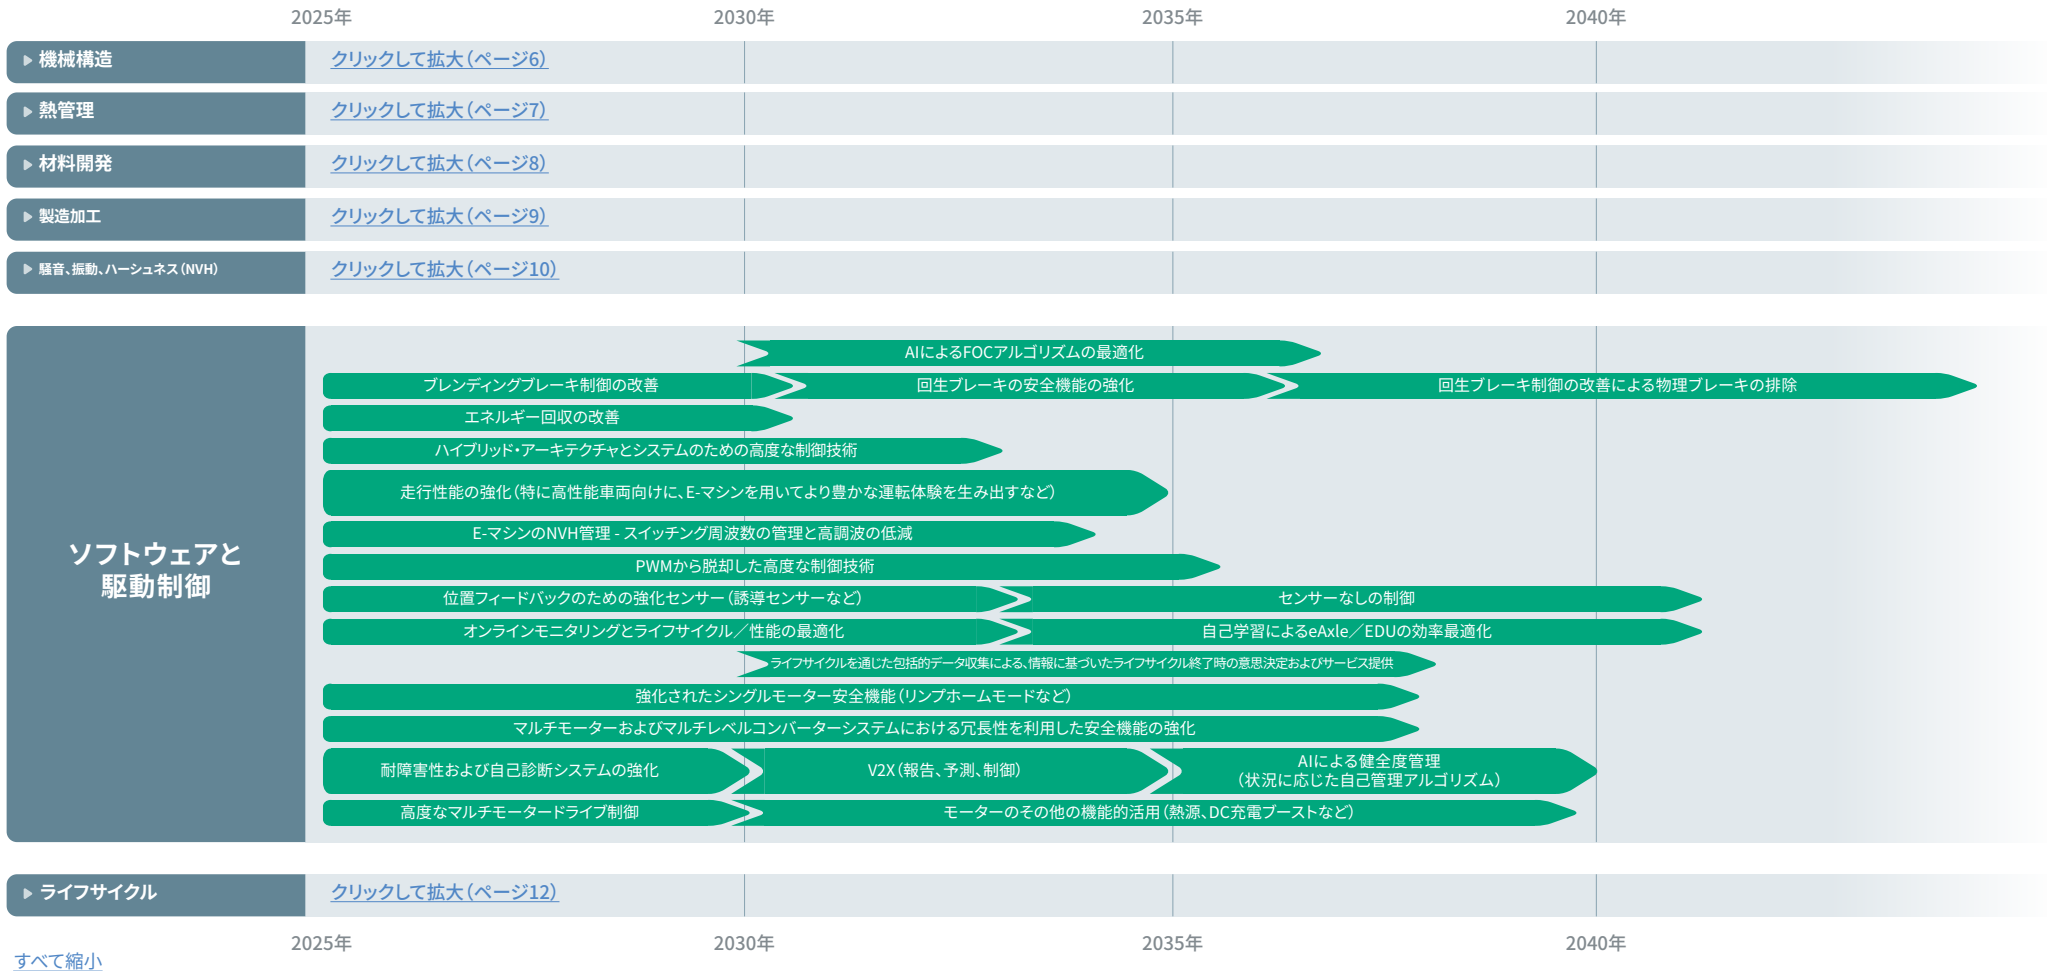 2025年 2030年 2035年 2040年
機械構造 クリックして拡大（ページ6）
熱管理 クリックして拡大（ページ7）
材料開発 クリックして拡大（ページ8）
製造加工 クリックして拡大（ページ9）
騒音、振動、ハーシュネス（NVH） クリックして拡大（ページ10）
ソフトウェアと
駆動制御
AIによるFOCアルゴリズムの最適化
ブレンディングブレーキ制御の改善 回生ブレーキの安全機能の強化 回生ブレーキ制御の改善による物理ブレーキの排除
エネルギー回収の改善
ハイブリッド・アーキテクチャとシステムのための高度な制御技術
走行性能の強化（特に高性能車両向けに、E-マシンを用いてより豊かな運転体験を生み出すなど）
E-マシンのNVH管理 - スイッチング周波数の管理と高調波の低減
PWMから脱却した高度な制御技術
位置フィードバックのための強化センサー（誘導センサーなど） センサーなしの制御
オンラインモニタリングとライフサイクル／性能の最適化 自己学習によるeAxle／EDUの効率最適化
ライフサイクルを通じた包括的データ収集による、情報に基づいたライフサイクル終了時の意思決定およびサービス提供
強化されたシングルモーター安全機能（リンプホームモードなど）
マルチモーターおよびマルチレベルコンバーターシステムにおける冗長性を利用した安全機能の強化
耐障害性および自己診断システムの強化 V2X（報告、予測、制御） AIによる健全度管理
（状況に応じた自己管理アルゴリズム）
高度なマルチモータードライブ制御 モーターのその他の機能的活用（熱源、DC充電ブーストなど）
ライフサイクル クリックして拡大（ページ12）
2025年 2030年 2035年 2040年
すべて縮小